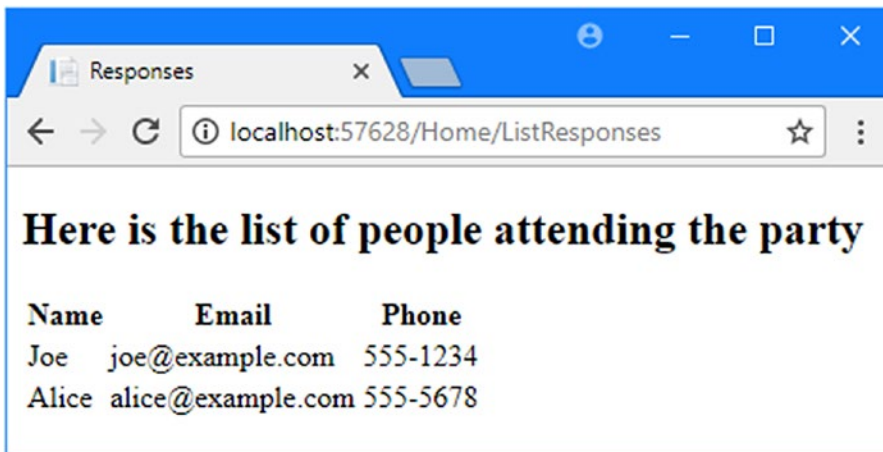 Responses
localhost:57628/Home/ListResponses
Here is the list of people attending the party
Name Email Phone
Joe joe@example.com 555-1234
Alice alice@example.com 555-5678